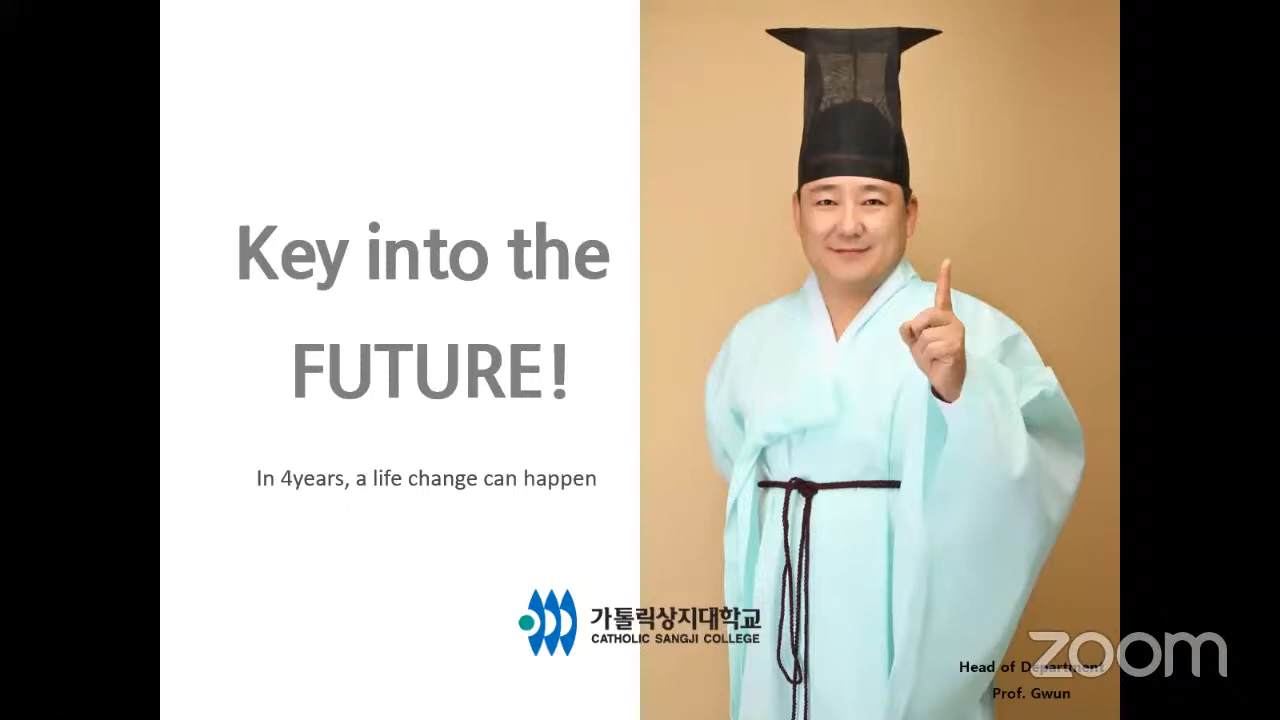 Key into the
FUTURE!
In 4years, a life change can happen
가톨릭상지대학교
CATHOLIC SANGJI COLLEGE
Head of Department
Prof. Gwun
zoom